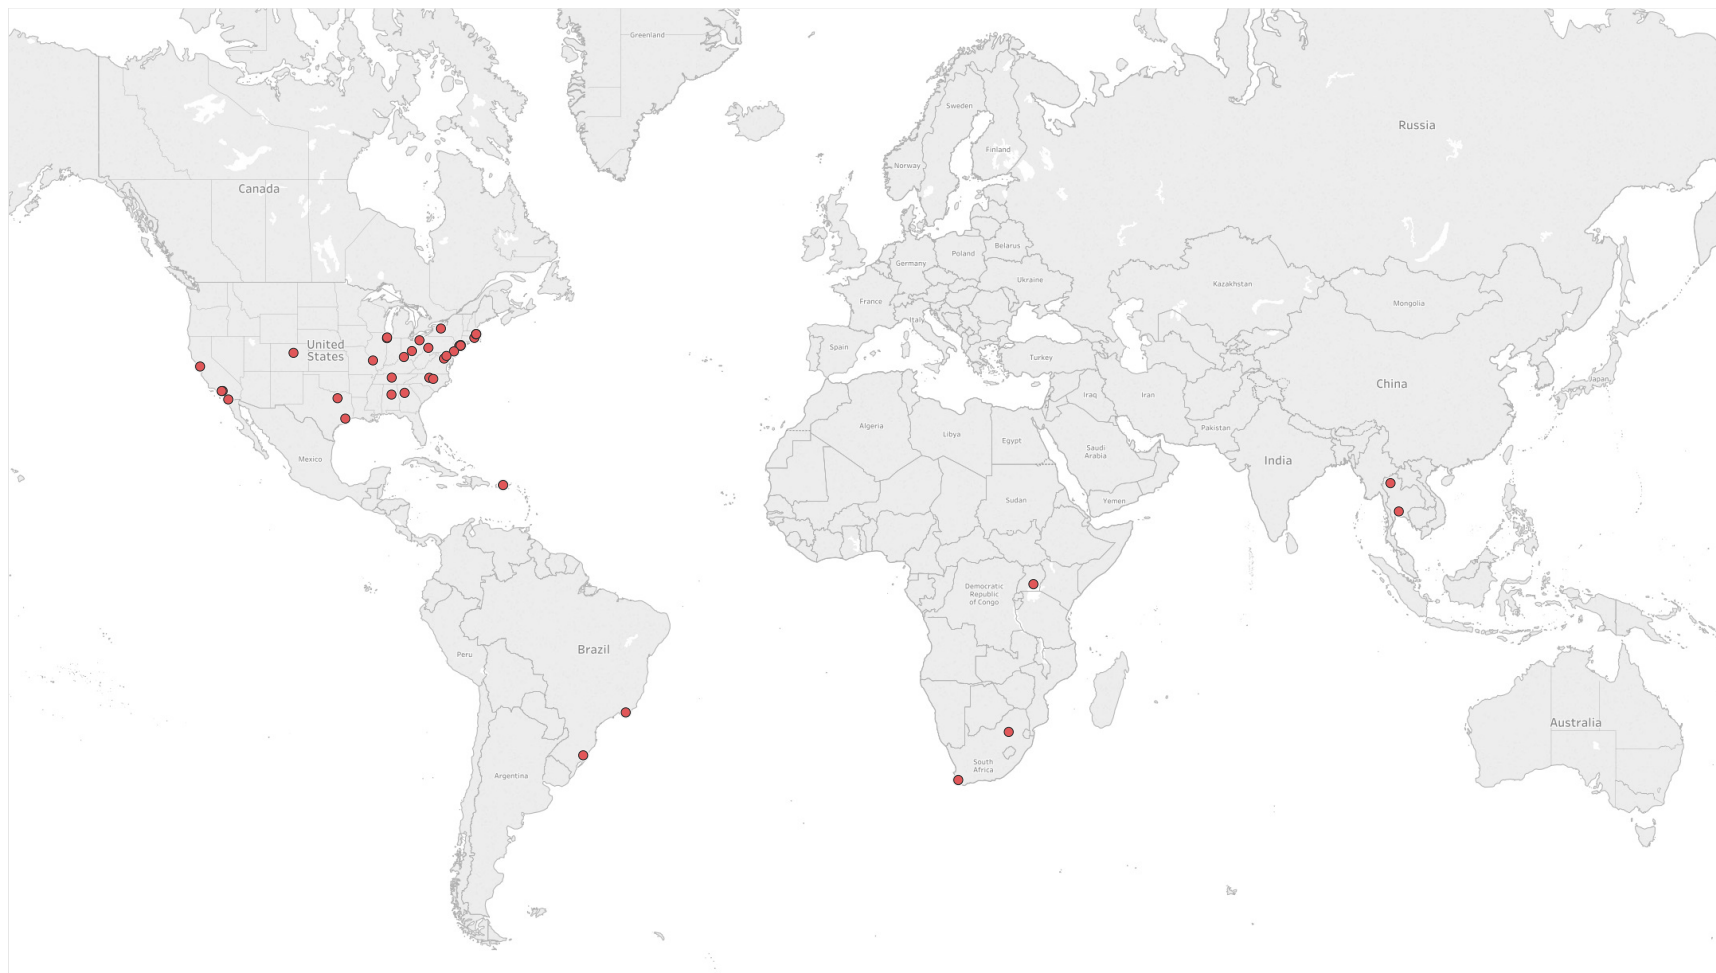 Greenland
Russia
Sweden
Finland
Norway
Canada
Belarus
Poland
Germany
Ukraine
Kazakhstan
France
Mongolia
Italy
United
States
Spain
Turkey
China
Japan
Iraq
Iran
Algeria
Pakistan
Libya
Egypt
Saudi
Arabia
Mexico
India
Sudan
Yemen
Democratic
Republic
of Congo
Brazil
Peru
Australia
South
Africa
Argentina